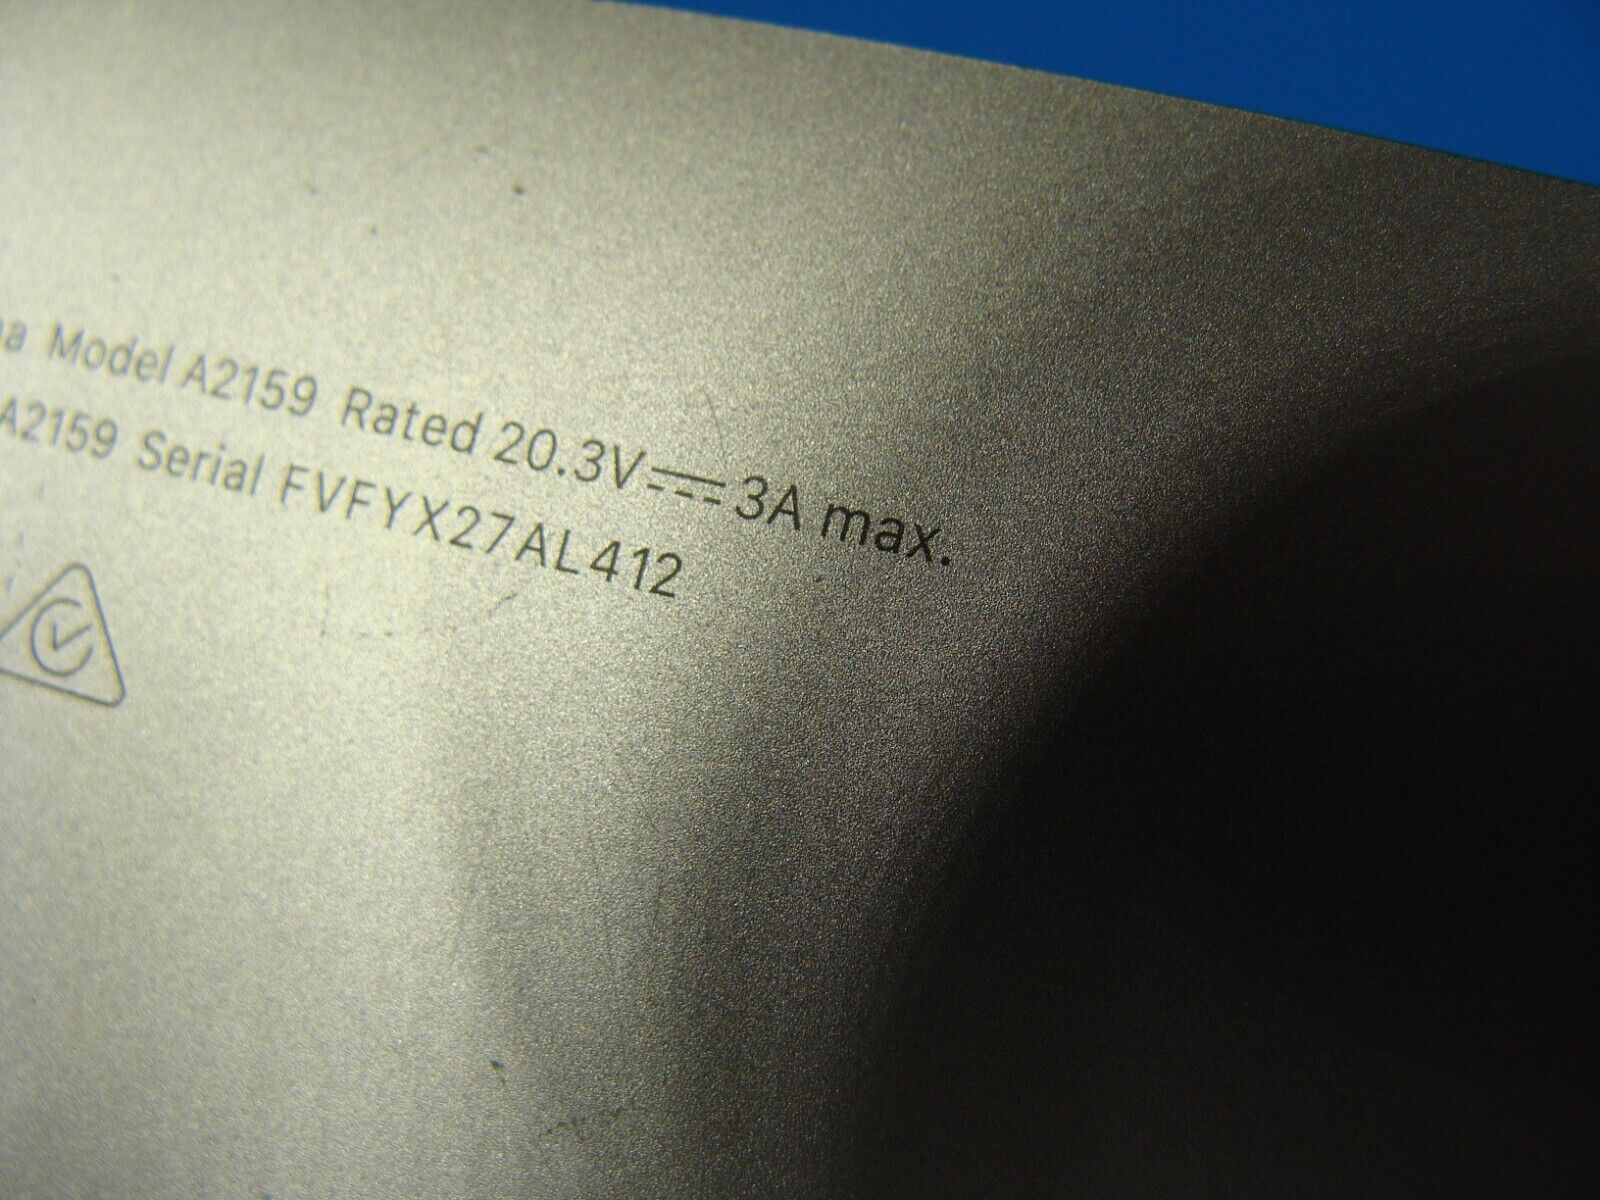 na Model A2159 Rated 20.3V⎓3A max.
A2159 Serial FVFYX27AL412